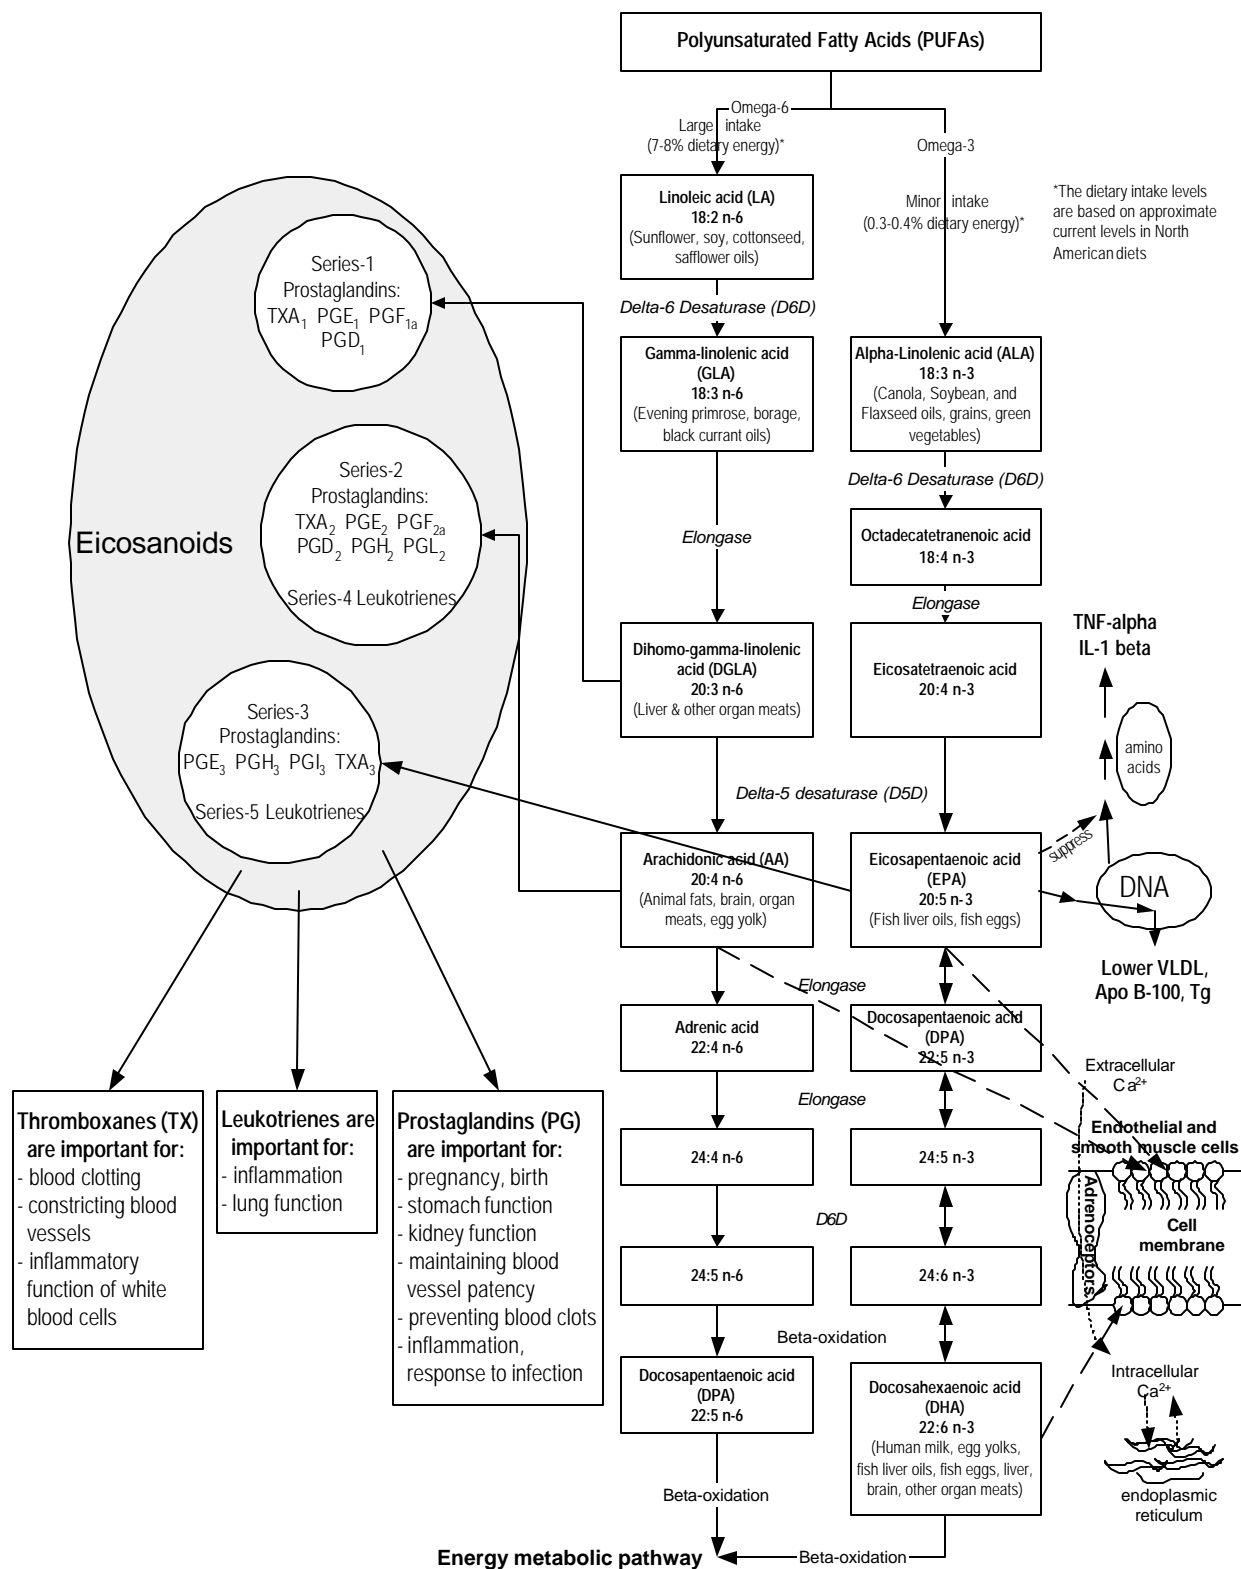 Polyunsaturated Fatty Acids (PUFAs)
Omega-6
Large intake
(7-8% dietary energy)*
Omega-3
Minor intake
(0.3-0.4% dietary energy)*
*The dietary intake levels
are based on approximate
current levels in North
American diets
Linoleic acid (LA)
18:2 n-6
(Sunflower, soy, cottonseed,
safflower oils)
Delta-6 Desaturase (D6D)
Gamma-linolenic acid
(GLA)
18:3 n-6
(Evening primrose, borage,
black currant oils)
Alpha-Linolenic acid (ALA)
18:3 n-3
(Canola, Soybean, and
Flaxseed oils, grains, green
vegetables)
Delta-6 Desaturase (D6D)
Elongase
Octadecatetranenoic acid
18:4 n-3
Elongase
Dihomo-gamma-linolenic
acid (DGLA)
20:3 n-6
(Liver & other organ meats)
Eicosatetraenoic acid
20:4 n-3
Delta-5 desaturase (D5D)
Arachidonic acid (AA)
20:4 n-6
(Animal fats, brain, organ
meats, egg yolk)
Eicosapentaenoic acid
(EPA)
20:5 n-3
(Fish liver oils, fish eggs)
Elongase
Adrenic acid
22:4 n-6
Docosapentaenoic acid
(DPA)
22:5 n-3
Elongase
24:4 n-6
24:5 n-3
D6D
24:5 n-6
24:6 n-3
Beta-oxidation
Docosapentaenoic acid
(DPA)
22:5 n-6
Docosahexaenoic acid
(DHA)
22:6 n-3
(Human milk, egg yolks,
fish liver oils, fish eggs, liver,
brain, other organ meats)
Beta-oxidation
Energy metabolic pathway
Beta-oxidation
Eicosanoids
Series-1
Prostaglandins:
TXA1 PGE1 PGF1a
PGD1
Series-2
Prostaglandins:
TXA2 PGE2 PGF2a
PGD2 PGH2 PGL2
Series-4 Leukotrienes
Series-3
Prostaglandins:
PGE3 PGH3 PGI3 TXA3
Series-5 Leukotrienes
Thromboxanes (TX)
are important for:
- blood clotting
- constricting blood
vessels
- inflammatory
function of white
blood cells
Leukotrienes are
important for:
- inflammation
- lung function
Prostaglandins (PG)
are important for:
- pregnancy, birth
- stomach function
- kidney function
- maintaining blood
vessel patency
- preventing blood clots
- inflammation,
response to infection
TNF-alpha
IL-1 beta
amino
acids
suppress
DNA
Lower VLDL,
Apo B-100, Tg
Extracellular
Ca2+
Endothelial and
smooth muscle cells
Adrenoceptors
Cell
membrane
Intracellular
Ca2+
endoplasmic
reticulum